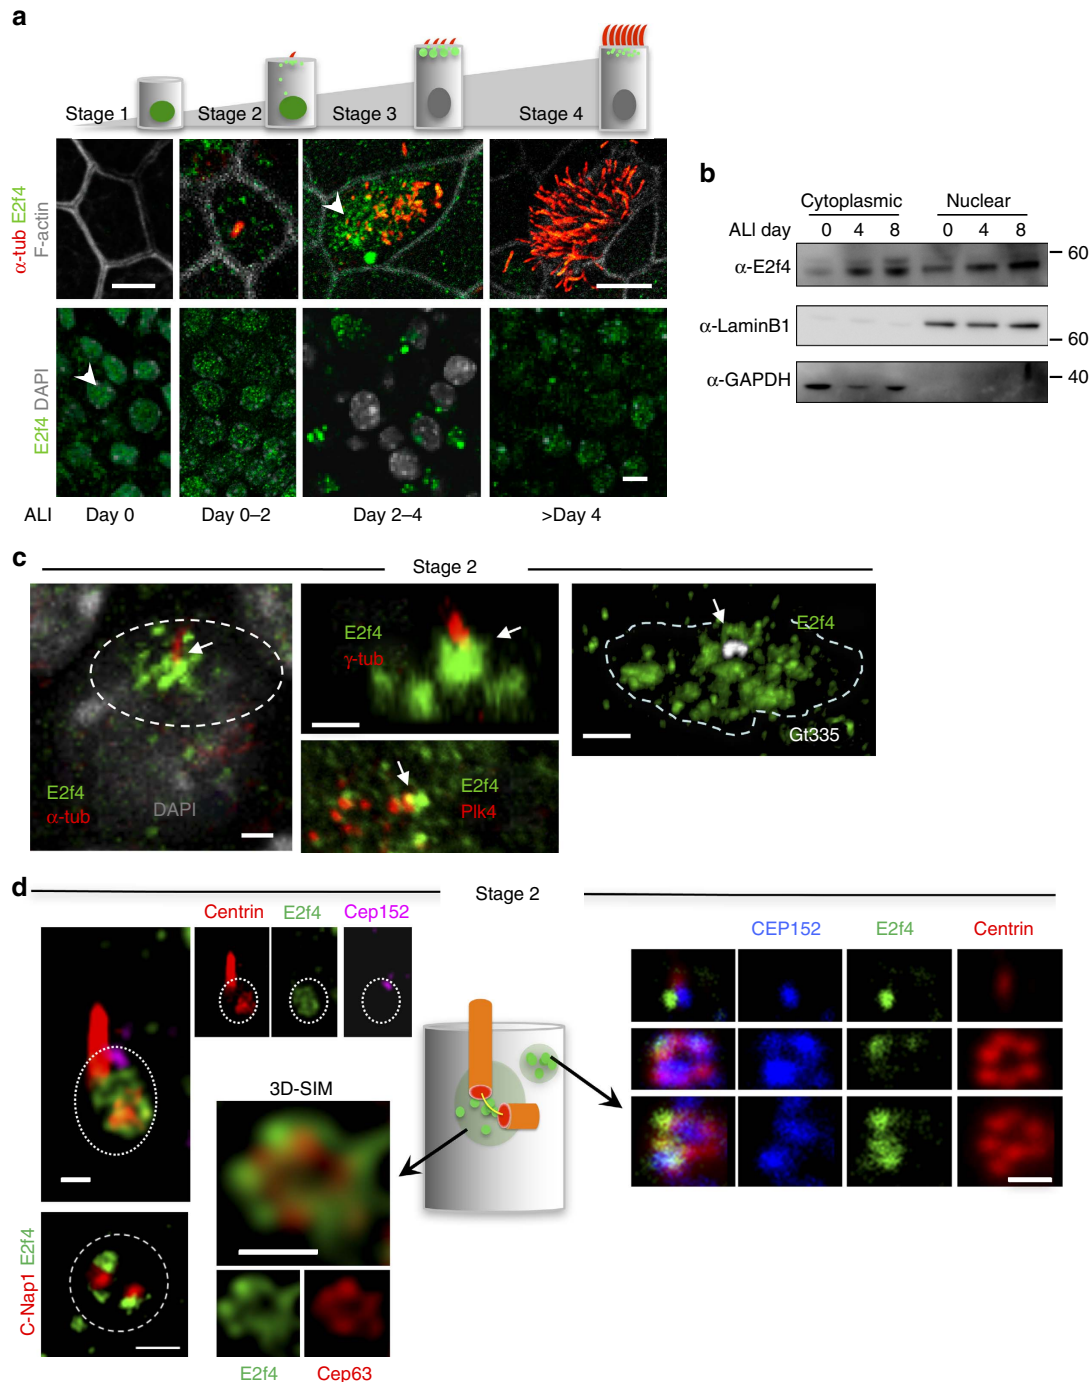 a
Stage 1
Stage 2
Stage 3
Stage 4
α-tub E2f4
F-actin
E2f4 DAPI
ALI
Day 0
Day 0–2
Day 2–4
>Day 4
b
Cytoplasmic
Nuclear
ALI day
0 4 8 0 4 8
α-E2f4
60
α-LaminB1
60
α-GAPDH
40
c
Stage 2
E2f4
α-tub
DAPI
E2f4
γ-tub
E2f4
Plk4
E2f4
Gt335
d
Stage 2
Centrin E2f4 Cep152
CEP152 E2f4 Centrin
3D-SIM
C-Nap1 E2f4
E2f4 Cep63